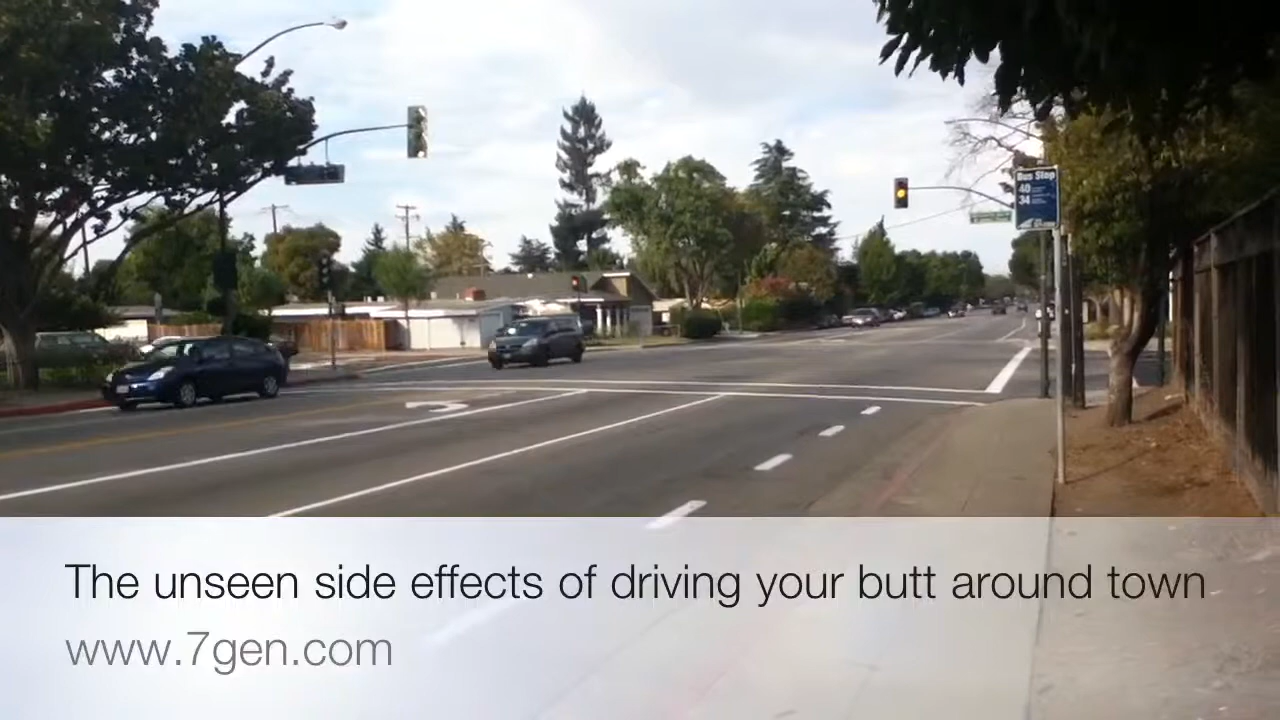 Bus Stop
40
34
The unseen side effects of driving your butt around town
www.7gen.com